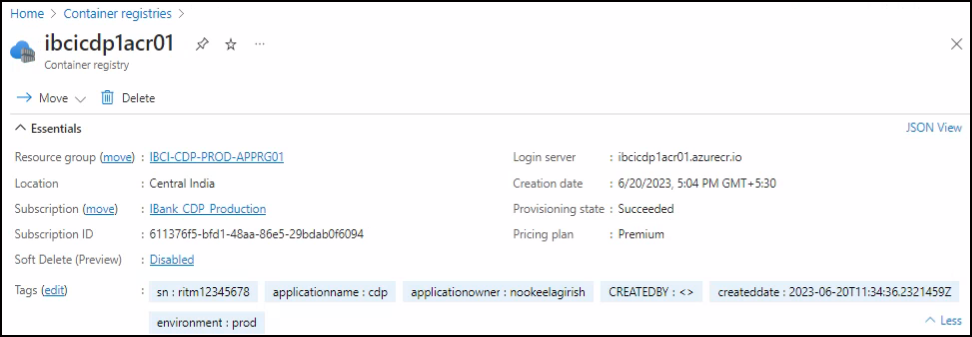 Home > Container registries >
ibcicdp1acr01
Container registry
Move Delete
Essentials JSON View
Resource group (move) : IBCI-CDP-PROD-APPRG01
Location : Central India
Subscription (move) : IBank_CDP_Production
Subscription ID : 611376f5-bfd1-48aa-86e5-29bdab0f6094
Soft Delete (Preview) : Disabled
Login server : ibcicdp1acr01.azurecr.io
Creation date : 6/20/2023, 5:04 PM GMT+5:30
Provisioning state : Succeeded
Pricing plan : Premium
Tags (edit) : sn : ritm12345678 applicationname : cdp applicationowner : nookeelagirish CREATEDBY : <> createddate : 2023-06-20T11:34:36.2321459Z
environment : prod
Less